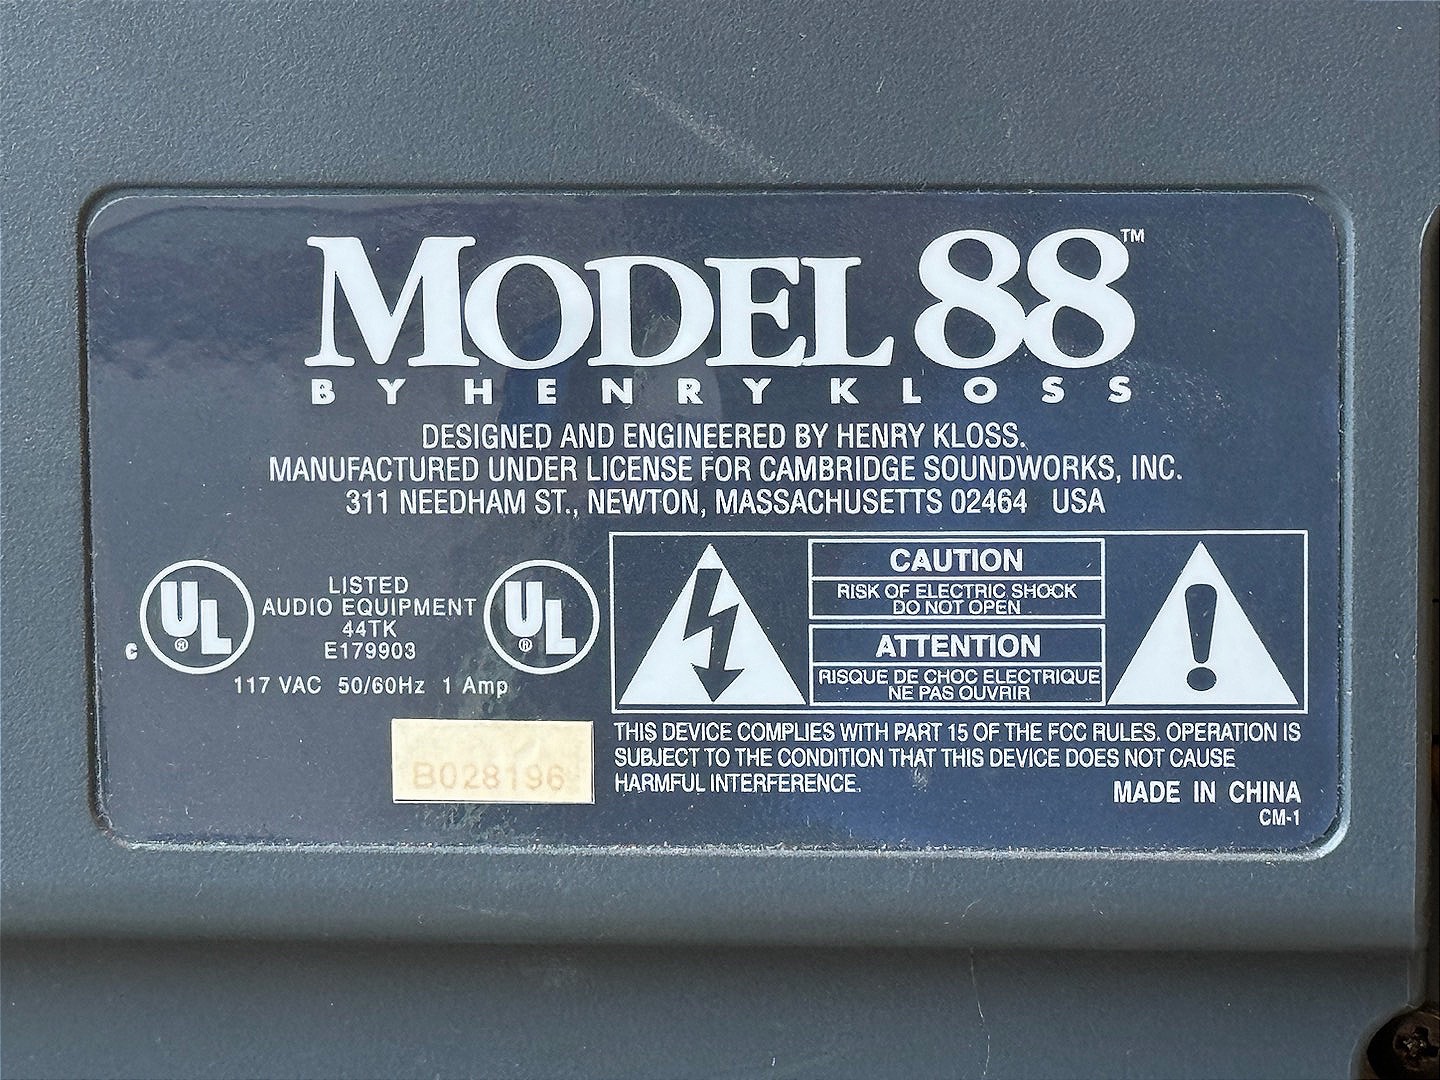 MODEL 88™
BY HENRY KLOSS
DESIGNED AND ENGINEERED BY HENRY KLOSS.
MANUFACTURED UNDER LICENSE FOR CAMBRIDGE SOUNDWORKS, INC.
311 NEEDHAM ST., NEWTON, MASSACHUSETTS 02464 USA
C UL®
LISTED
AUDIO EQUIPMENT
44TK
E179903
UL®
117 VAC 50/60Hz 1 Amp
B028196
CAUTION
RISK OF ELECTRIC SHOCK
DO NOT OPEN
ATTENTION
RISQUE DE CHOC ELECTRIQUE
NE PAS OUVRIR
THIS DEVICE COMPLIES WITH PART 15 OF THE FCC RULES. OPERATION IS
SUBJECT TO THE CONDITION THAT THIS DEVICE DOES NOT CAUSE
HARMFUL INTERFERENCE.
MADE IN CHINA
CM-1